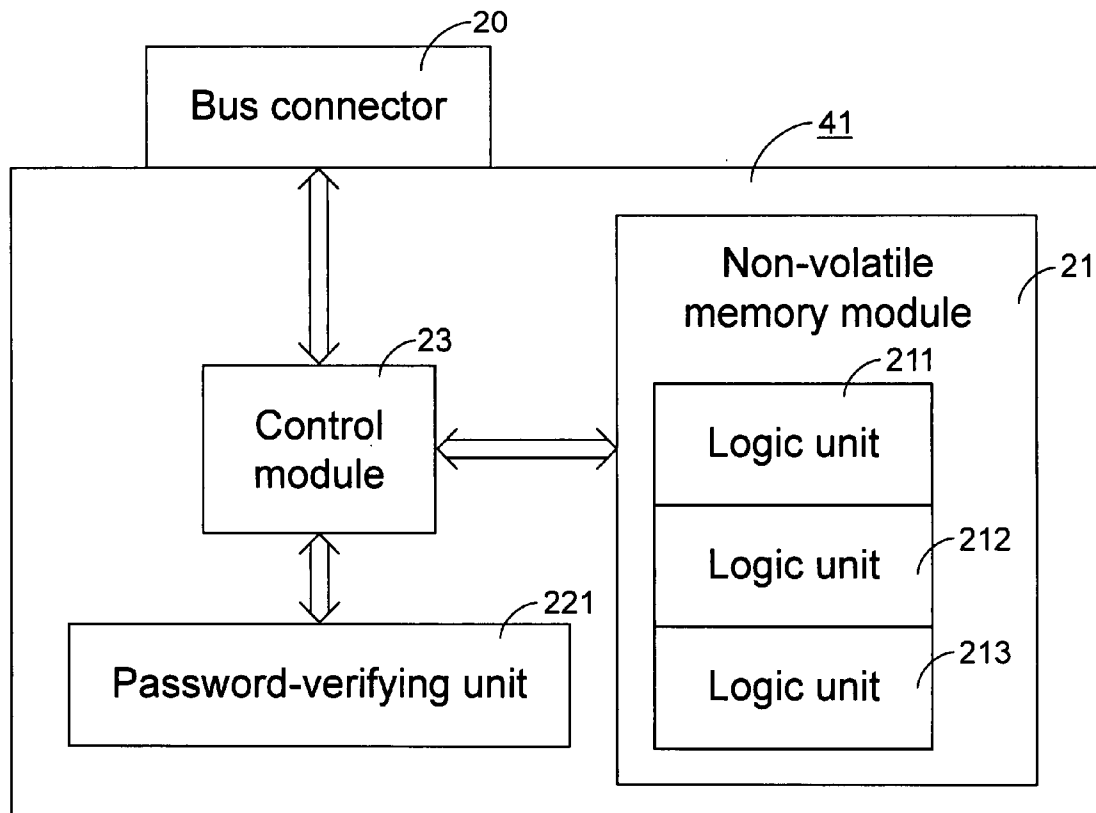 20
Bus connector
41
Non-volatile
memory module
21
23
211
Control
module
Logic unit
Logic unit
212
221
Password-verifying unit
Logic unit
213